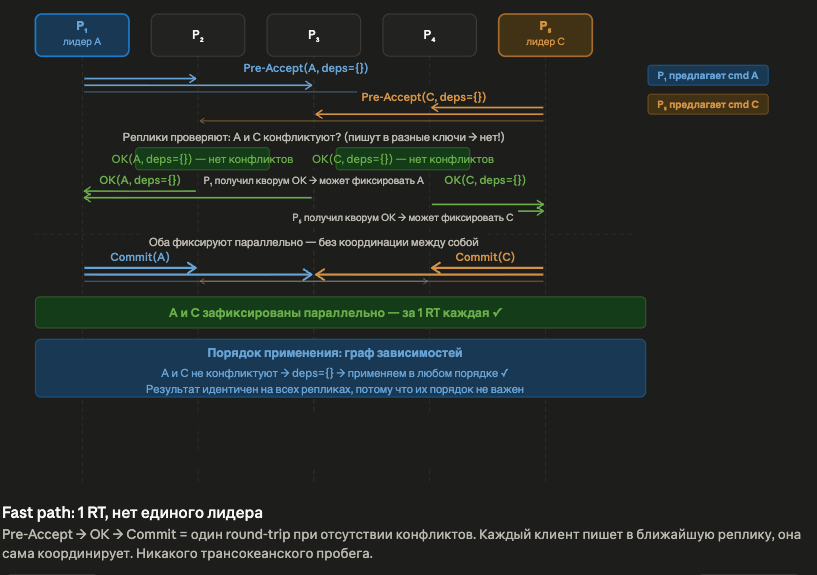 P₁
лидер A
P₂
P₃
P₄
P₅
лидер C
Pre-Accept(A, deps={})
P₁ предлагает cmd A
Pre-Accept(C, deps={})
P₅ предлагает cmd C
Реплики проверяют: A и C конфликтуют? (пишут в разные ключи → нет!)
OK(A, deps={}) — нет конфликтов
OK(C, deps={}) — нет конфликтов
OK(A, deps={})
P₁ получил кворум OK → может фиксировать A
OK(C, deps={})
P₅ получил кворум OK → может фиксировать C
Оба фиксируют параллельно — без координации между собой
Commit(A)
Commit(C)
A и C зафиксированы параллельно — за 1 RT каждая ✓
Порядок применения: граф зависимостей
A и C не конфликтуют → deps={} → применяем в любом порядке ✓
Результат идентичен на всех репликах, потому что их порядок не важен
Fast path: 1 RT, нет единого лидера
Pre-Accept → OK → Commit = один round-trip при отсутствии конфликтов. Каждый клиент пишет в ближайшую реплику, она
сама координирует. Никакого трансокеанского пробега.